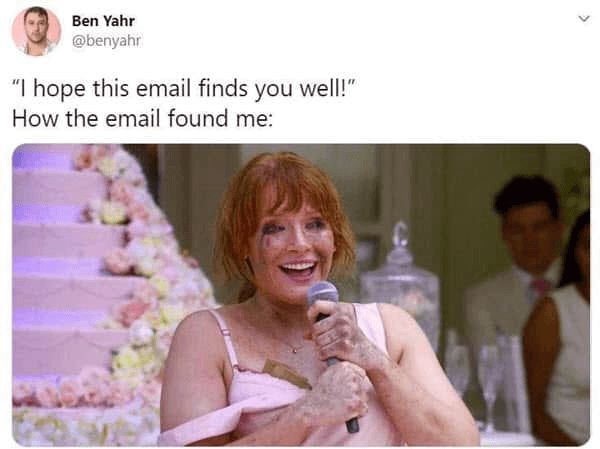 Ben Yahr
@benyahr
“I hope this email finds you well!”
How the email found me: